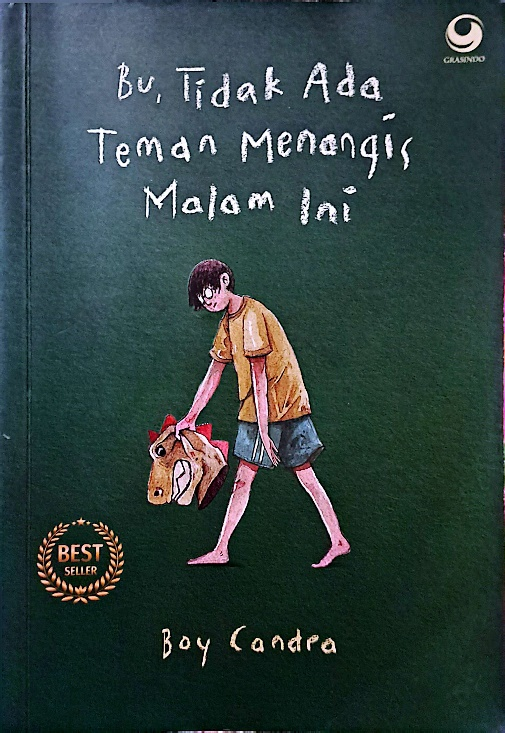 GRASINDO
Bu, Tidak Ada
Teman Menangis
Malam Ini
BEST
SELLER
Boy Candra